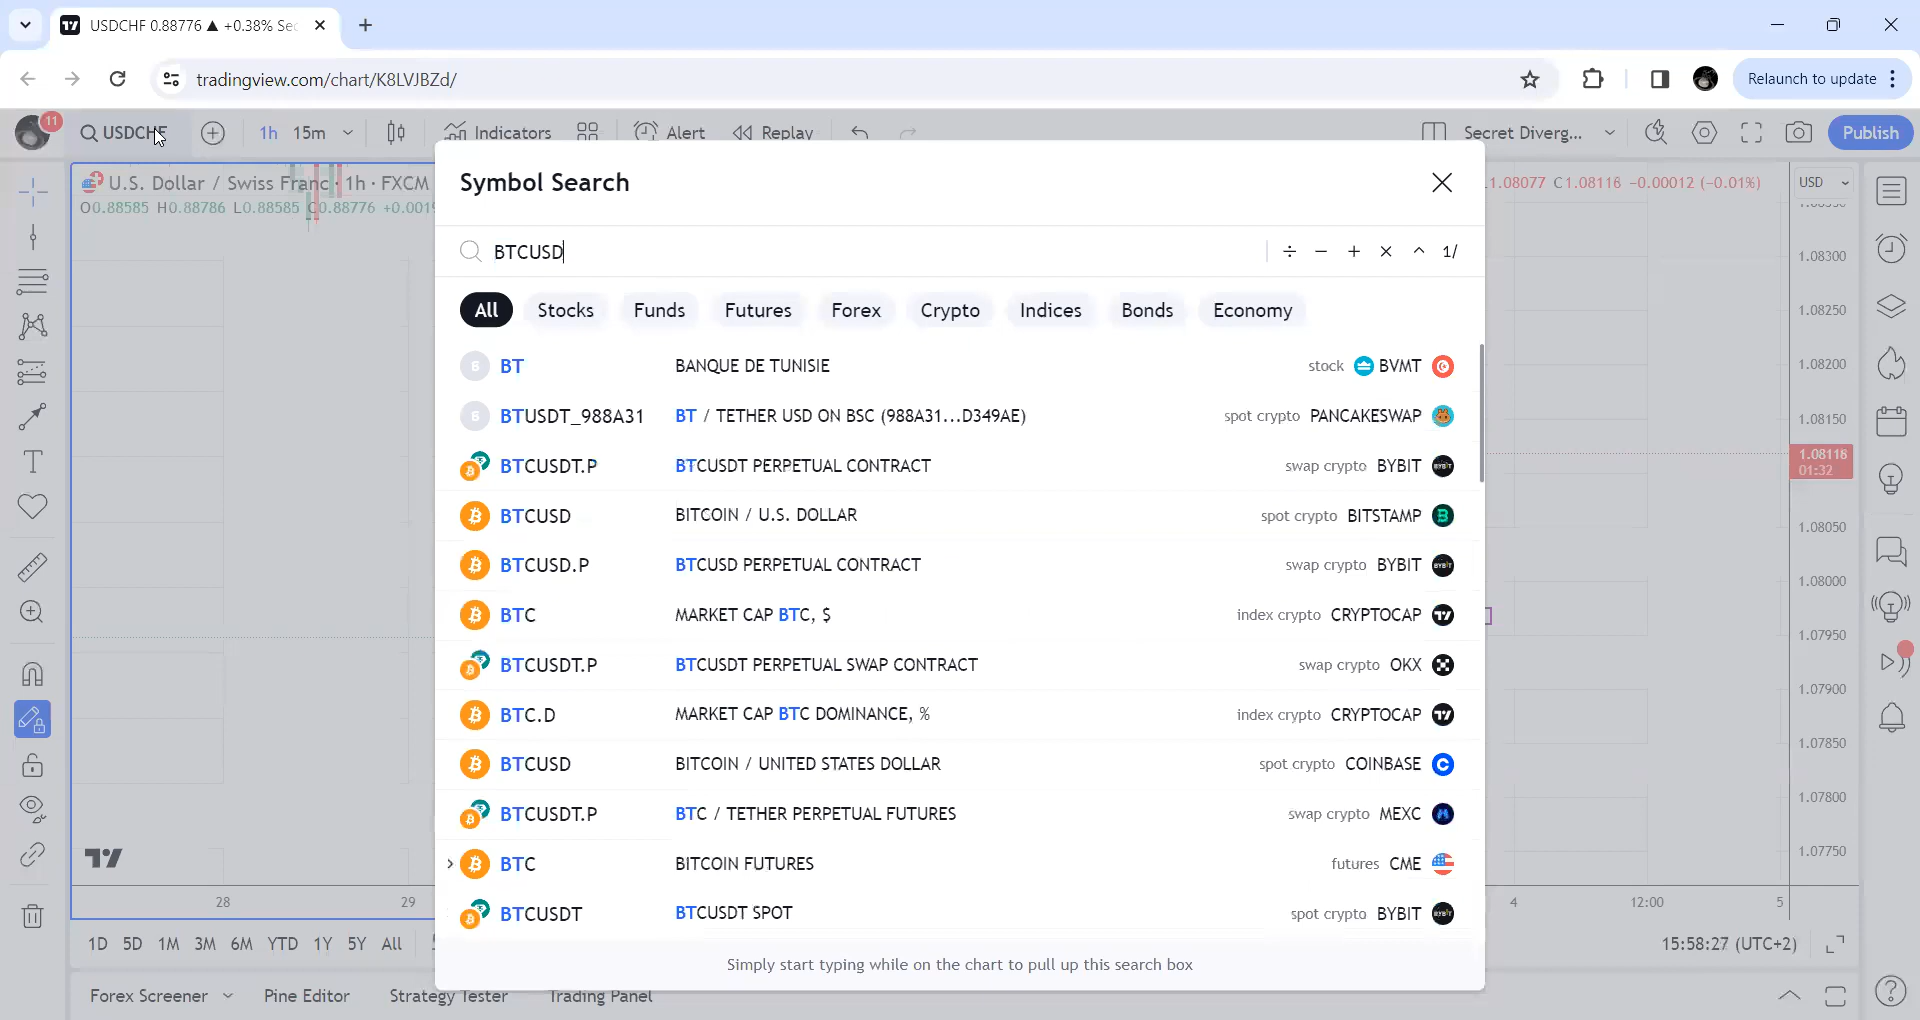 USDCHF 0.88776 ▲ +0.38% Sec
tradingview.com/chart/K8LVJBZd/
Relaunch to update
11
USDCHF
1h 15m
Indicators
Alert
Replay
Secret Diverg...
Publish
U.S. Dollar / Swiss Franc · 1h · FXCM
O0.88585 H0.88786 L0.88585 C0.88776 +0.0019
1.08077 C1.08116 −0.00012 (−0.01%)
USD
Symbol Search
BTCUSD
÷ − + × ^ 1/
All Stocks Funds Futures Forex Crypto Indices Bonds Economy
BT BANQUE DE TUNISIE stock BVMT
BTUSDT_988A31 BT / TETHER USD ON BSC (988A31...D349AE) spot crypto PANCAKESWAP
BTCUSDT.P BTCUSDT PERPETUAL CONTRACT swap crypto BYBIT
BTCUSD BITCOIN / U.S. DOLLAR spot crypto BITSTAMP
BTCUSD.P BTCUSD PERPETUAL CONTRACT swap crypto BYBIT
BTC MARKET CAP BTC, $ index crypto CRYPTOCAP
BTCUSDT.P BTCUSDT PERPETUAL SWAP CONTRACT swap crypto OKX
BTC.D MARKET CAP BTC DOMINANCE, % index crypto CRYPTOCAP
BTCUSD BITCOIN / UNITED STATES DOLLAR spot crypto COINBASE
BTCUSDT.P BTC / TETHER PERPETUAL FUTURES swap crypto MEXC
BTC BITCOIN FUTURES futures CME
BTCUSDT BTCUSDT SPOT spot crypto BYBIT
Simply start typing while on the chart to pull up this search box
1.08300
1.08250
1.08200
1.08150
1.08116
01:32
1.08050
1.08000
1.07950
1.07900
1.07850
1.07800
1.07750
28 29 4 12:00 5
1D 5D 1M 3M 6M YTD 1Y 5Y All
15:58:27 (UTC+2)
Forex Screener Pine Editor Strategy Tester Trading Panel